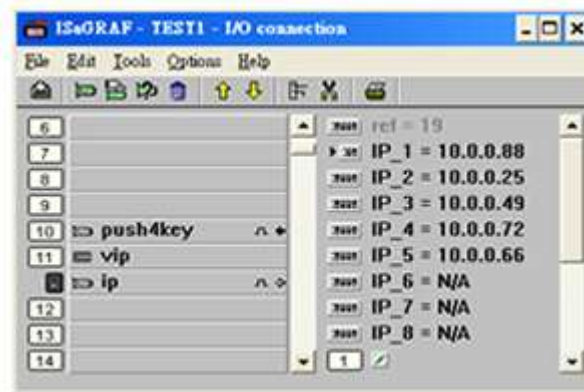 ISaGRAF - TEST1 - I/O connection
File Edit Tools Options Help
6
7
8
9
10 push4key
11 vip
ip
12
13
14
ref = 19
IP_1 = 10.0.0.88
IP_2 = 10.0.0.25
IP_3 = 10.0.0.49
IP_4 = 10.0.0.72
IP_5 = 10.0.0.66
IP_6 = N/A
IP_7 = N/A
IP_8 = N/A
1